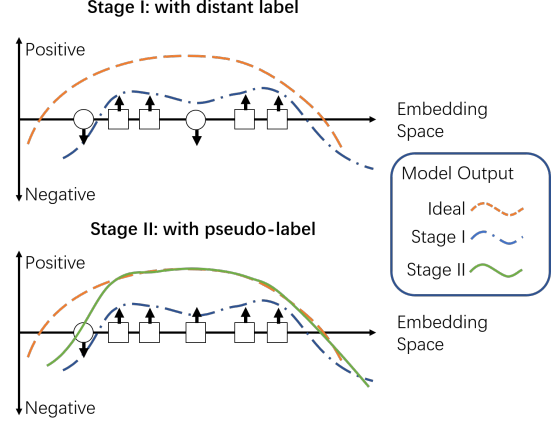 Stage I: with distant label
Positive
Embedding
Space
Negative
Model Output
Ideal
Stage I
Stage II
Stage II: with pseudo-label
Positive
Embedding
Space
Negative